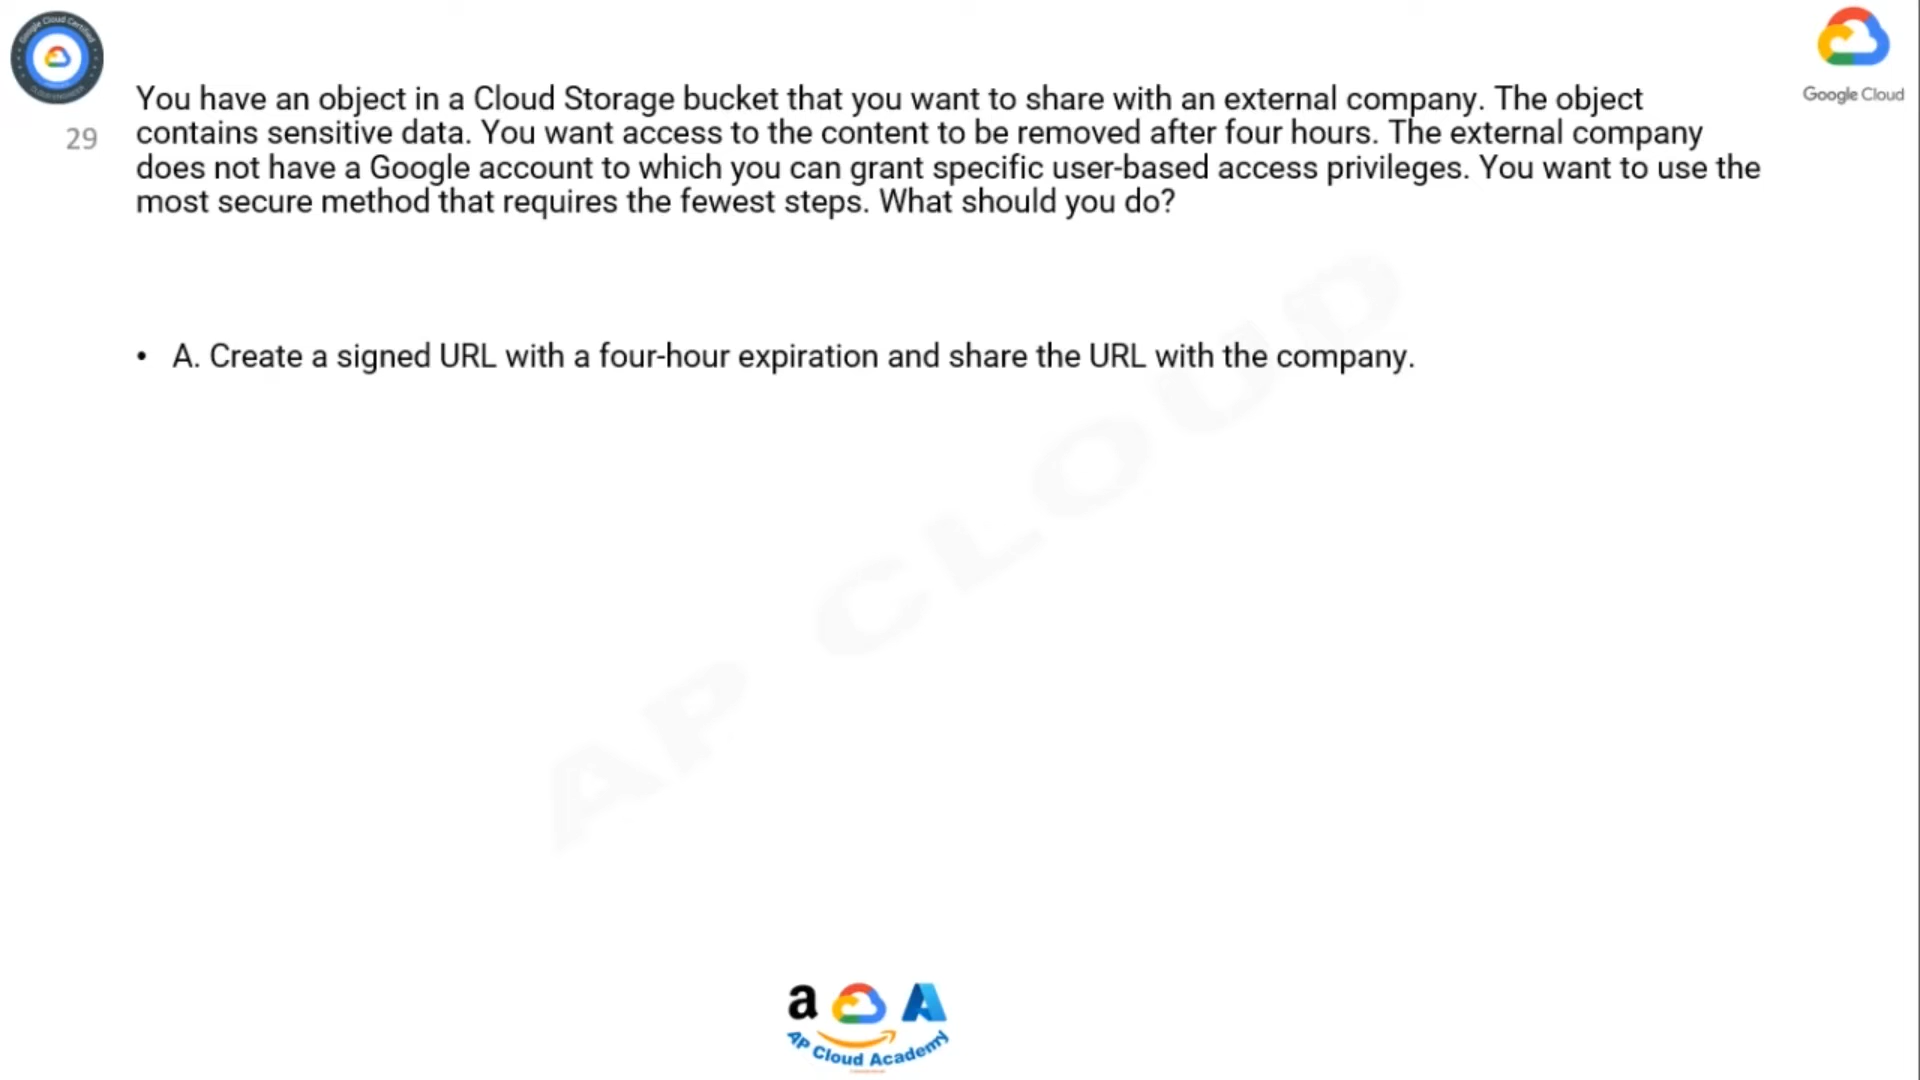 Google Cloud Certified
Google Cloud
29
You have an object in a Cloud Storage bucket that you want to share with an external company. The object
contains sensitive data. You want access to the content to be removed after four hours. The external company
does not have a Google account to which you can grant specific user-based access privileges. You want to use the
most secure method that requires the fewest steps. What should you do?
• A. Create a signed URL with a four-hour expiration and share the URL with the company.
AP CLOUD
a
AP Cloud Academy